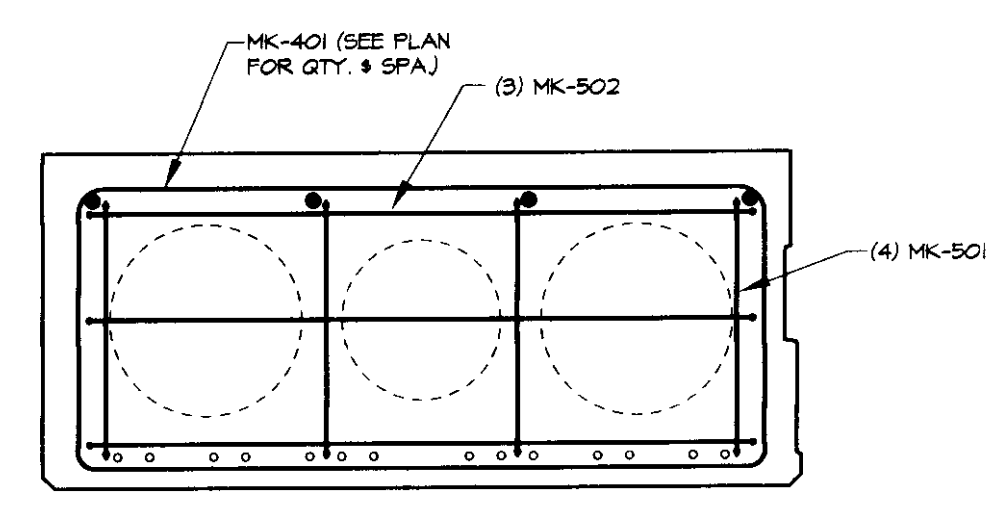 MK-401 (SEE PLAN
FOR QTY. & SPA.)
(3) MK-502
(4) MK-501